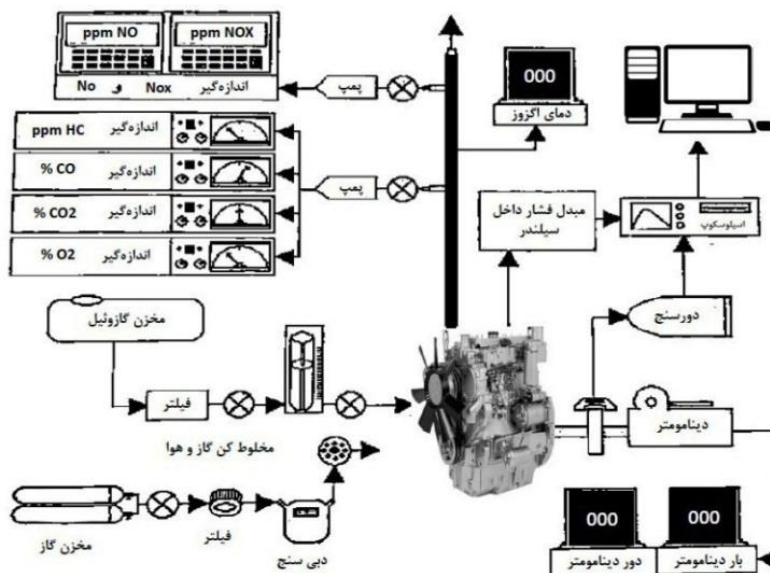 ppm NO
ppm NOX
اندازه‌گیر Nox و No
پمپ
000
دمای اگزوز
ppm HC اندازه‌گیر
% CO اندازه‌گیر
% CO2 اندازه‌گیر
% O2 اندازه‌گیر
پمپ
مبدل فشار داخل
سیلندر
اسیلوسکوپ
مخزن گازوئیل
دورسنج
فیلتر
مخلوط کن گاز و هوا
دینامومتر
مخزن گاز
فیلتر
دبی سنج
000
000
دور دینامومتر
بار دینامومتر